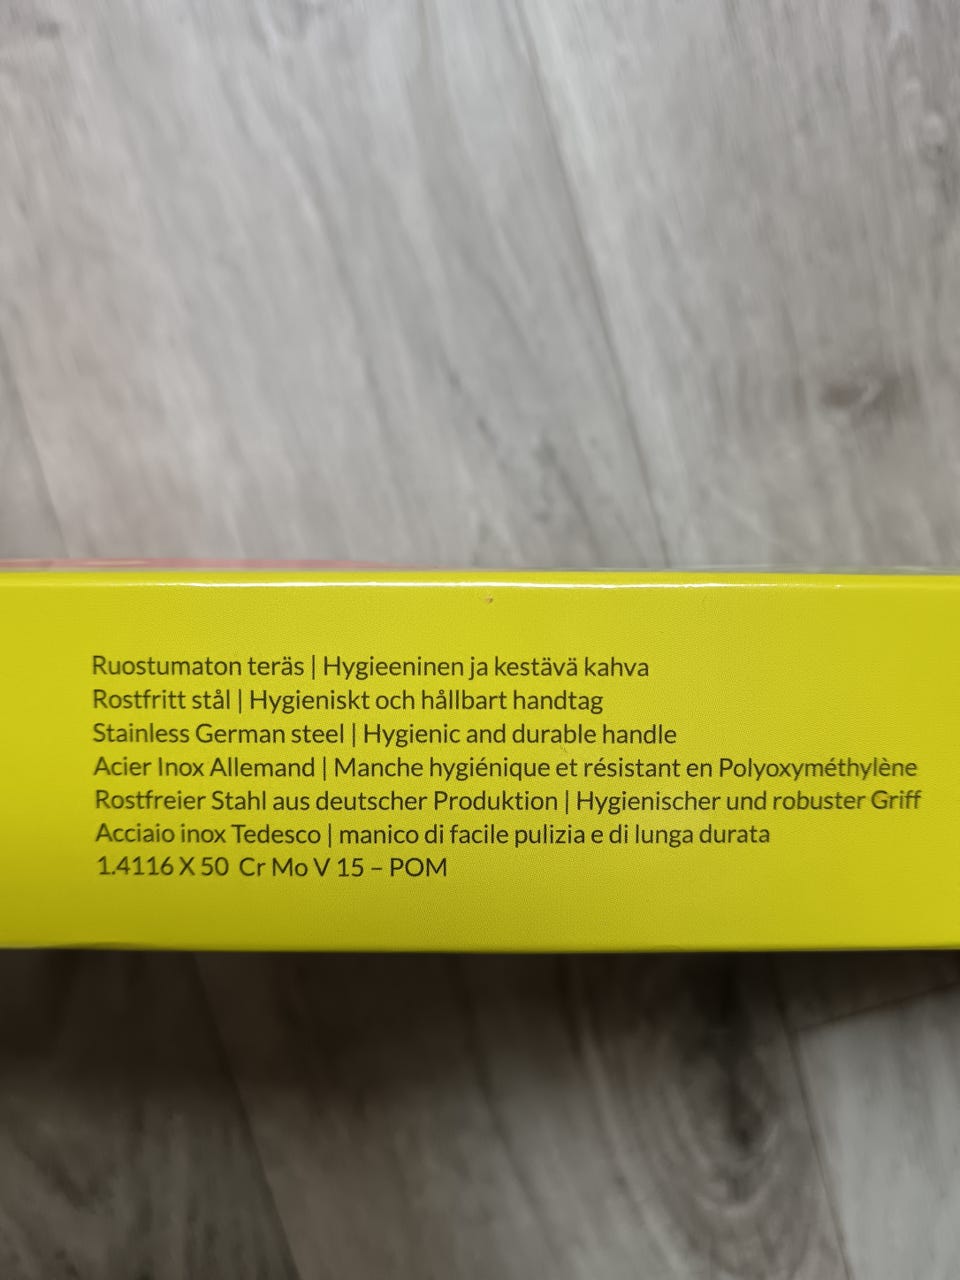 Ruostumaton teräs | Hygieeninen ja kestävä kahva
Rostfritt stål | Hygieniskt och hållbart handtag
Stainless German steel | Hygienic and durable handle
Acier Inox Allemand | Manche hygiénique et résistant en Polyoxyméthylène
Rostfreier Stahl aus deutscher Produktion | Hygienischer und robuster Griff
Acciaio inox Tedesco | manico di facile pulizia e di lunga durata
1.4116 X 50 Cr Mo V 15 – POM